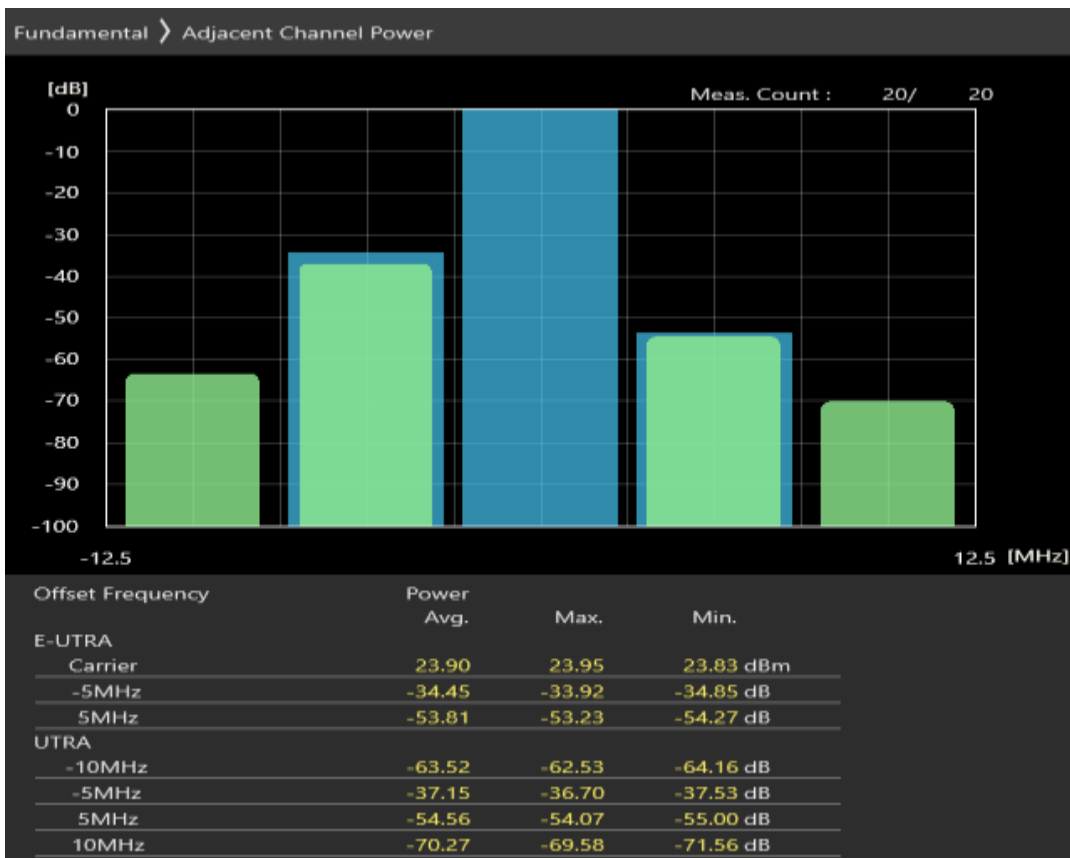 Fundamental 〉 Adjacent Channel Power
[dB]
Meas. Count : 20/ 20
0
-10
-20
-30
-40
-50
-60
-70
-80
-90
-100
-12.5 12.5 [MHz]
Offset Frequency Power
Avg. Max. Min.
E-UTRA
Carrier 23.90 23.95 23.83 dBm
-5MHz -34.45 -33.92 -34.85 dB
5MHz -53.81 -53.23 -54.27 dB
UTRA
-10MHz -63.52 -62.53 -64.16 dB
-5MHz -37.15 -36.70 -37.53 dB
5MHz -54.56 -54.07 -55.00 dB
10MHz -70.27 -69.58 -71.56 dB